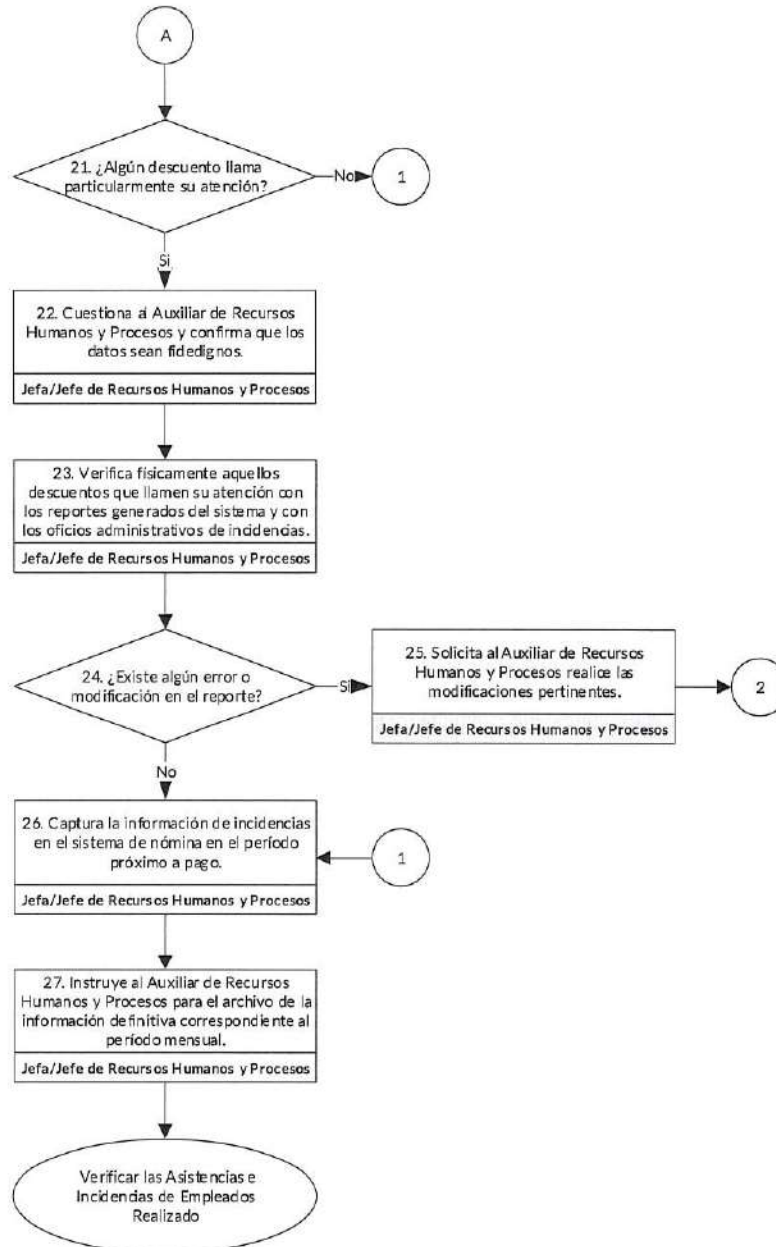 A
21. ¿Algún descuento llama
particularmente su atención?
No
1
Si
22. Cuestiona al Auxiliar de Recursos
Humanos y Procesos y confirma que los
datos sean fidedignos.
Jefa/Jefe de Recursos Humanos y Procesos
23. Verifica físicamente aquellos
descuentos que llamen su atención con
los reportes generados del sistema y con
los oficios administrativos de incidencias.
Jefa/Jefe de Recursos Humanos y Procesos
24. ¿Existe algún error o
modificación en el reporte?
Si
25. Solicita al Auxiliar de Recursos
Humanos y Procesos realice las
modificaciones pertinentes.
Jefa/Jefe de Recursos Humanos y Procesos
2
No
26. Captura la información de incidencias
en el sistema de nómina en el período
próximo a pago.
Jefa/Jefe de Recursos Humanos y Procesos
1
27. Instruye al Auxiliar de Recursos
Humanos y Procesos para el archivo de la
información definitiva correspondiente al
período mensual.
Jefa/Jefe de Recursos Humanos y Procesos
Verificar las Asistencias e
Incidencias de Empleados
Realizado